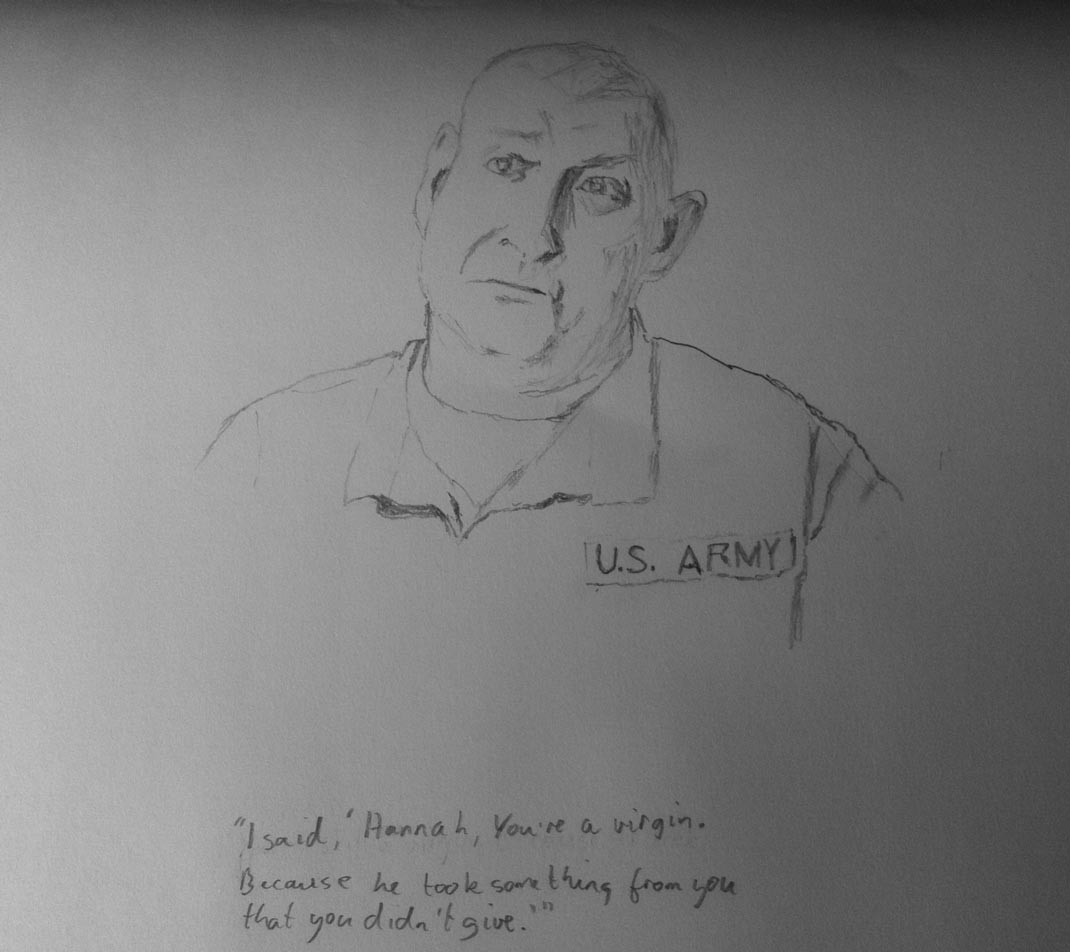 U.S. ARMY
"I said, 'Hannah, You're a virgin.
Because he took something from you
that you didn't give.'"